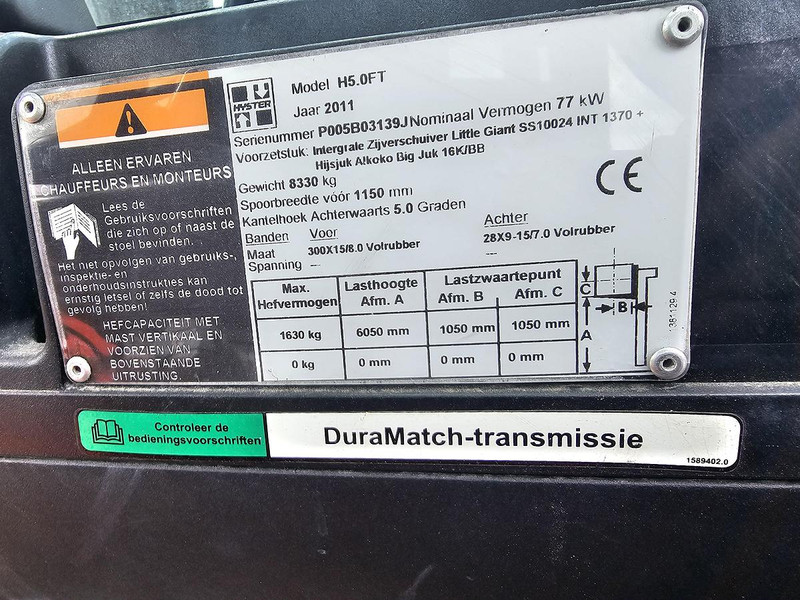 ALLEEN ERVAREN
CHAUFFEURS EN MONTEURS
Lees de
Gebruiksvoorschriften
die zich op of naast de
stoel bevinden.
Het niet opvolgen van gebruiks-,
inspektie- en
onderhoudsinstrukties kan
ernstig letsel of zelfs de dood tot
gevolg hebben!
HEFCAPACITEIT MET
MAST VERTIKAAL EN
VOORZIEN VAN
BOVENSTAANDE
UITRUSTING.
HYSTER
Model H5.0FT
Jaar 2011
Serienummer P005B03139J Nominaal Vermogen 77 kW
Voorzetstuk: Intergrale Zijverschuiver Little Giant SS10024 INT 1370 +
Hijsjuk A!koko Big Juk 16K/BB
Gewicht 8330 kg
Spoorbreedte vóór 1150 mm
Kantelhoek Achterwaarts 5.0 Graden
Banden Voor Achter
Maat 300X15/8.0 Volrubber 28X9-15/7.0 Volrubber
Spanning --- ---
Max. Hefvermogen Lasthoogte Afm. A Lastzwaartepunt Afm. B Afm. C
1630 kg 6050 mm 1050 mm 1050 mm
0 kg 0 mm 0 mm 0 mm
C
B
A
1381129.4
CE
Controleer de
bedieningsvoorschriften
DuraMatch-transmissie
1589402.0